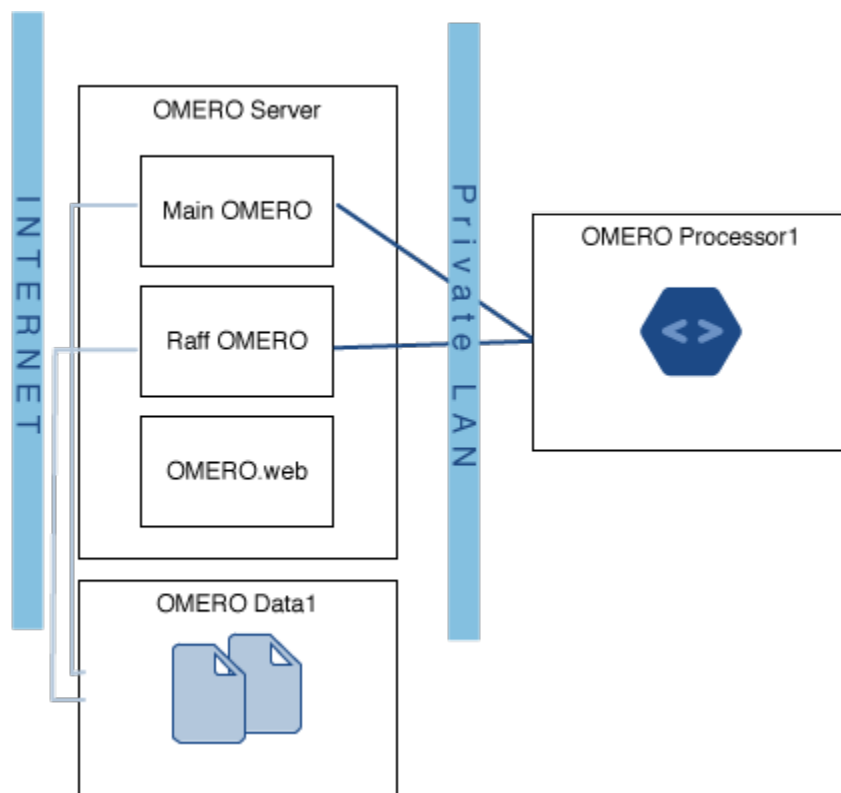 INTERNET
OMERO Server
Main OMERO
Raff OMERO
OMERO.web
OMERO Data1
Private LAN
OMERO Processor1
< >